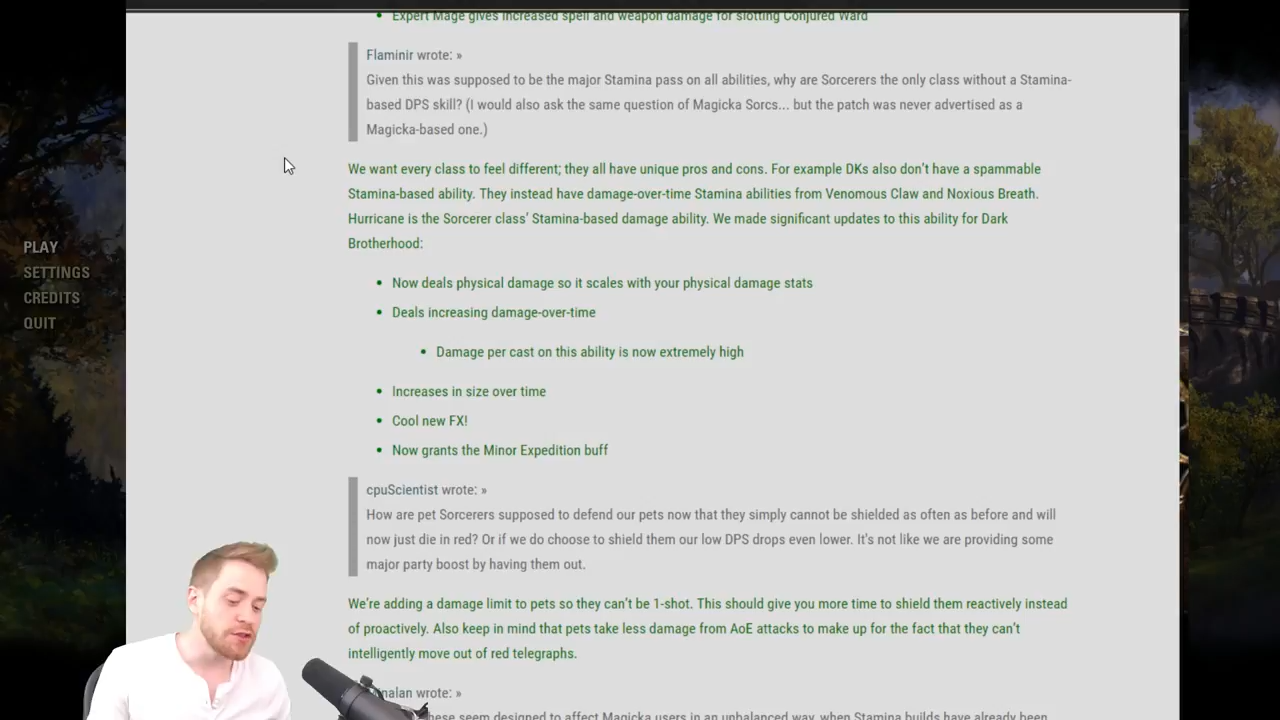 Expert Mage gives increased spell and weapon damage for slotting Conjured Ward
Flaminir wrote: »
Given this was supposed to be the major Stamina pass on all abilities, why are Sorcerers the only class without a Stamina-
based DPS skill? (I would also ask the same question of Magicka Sorcs... but the patch was never advertised as a
Magicka-based one.)
We want every class to feel different; they all have unique pros and cons. For example DKs also don't have a spammable
Stamina-based ability. They instead have damage-over-time Stamina abilities from Venomous Claw and Noxious Breath.
Hurricane is the Sorcerer class' Stamina-based damage ability. We made significant updates to this ability for Dark
Brotherhood:
PLAY
SETTINGS
CREDITS
QUIT
Now deals physical damage so it scales with your physical damage stats
Deals increasing damage-over-time
Damage per cast on this ability is now extremely high
Increases in size over time
Cool new FX!
Now grants the Minor Expedition buff
cpuScientist wrote: »
How are pet Sorcerers supposed to defend our pets now that they simply cannot be shielded as often as before and will
now just die in red? Or if we do choose to shield them our low DPS drops even lower. It's not like we are providing some
major party boost by having them out.
We're adding a damage limit to pets so they can't be 1-shot. This should give you more time to shield them reactively instead
of proactively. Also keep in mind that pets take less damage from AoE attacks to make up for the fact that they can't
intelligently move out of red telegraphs.
wrote: »
seem designed to affect Magicka users in an unbalanced way, when Stamina builds have already been